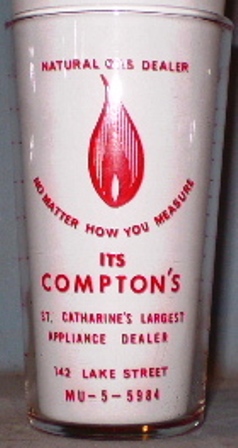 NATURAL GAS DEALER
NO MATTER HOW YOU MEASURE
ITS
COMPTON'S
ST. CATHARINE'S LARGEST
APPLIANCE DEALER
142 LAKE STREET
MU-5-5984